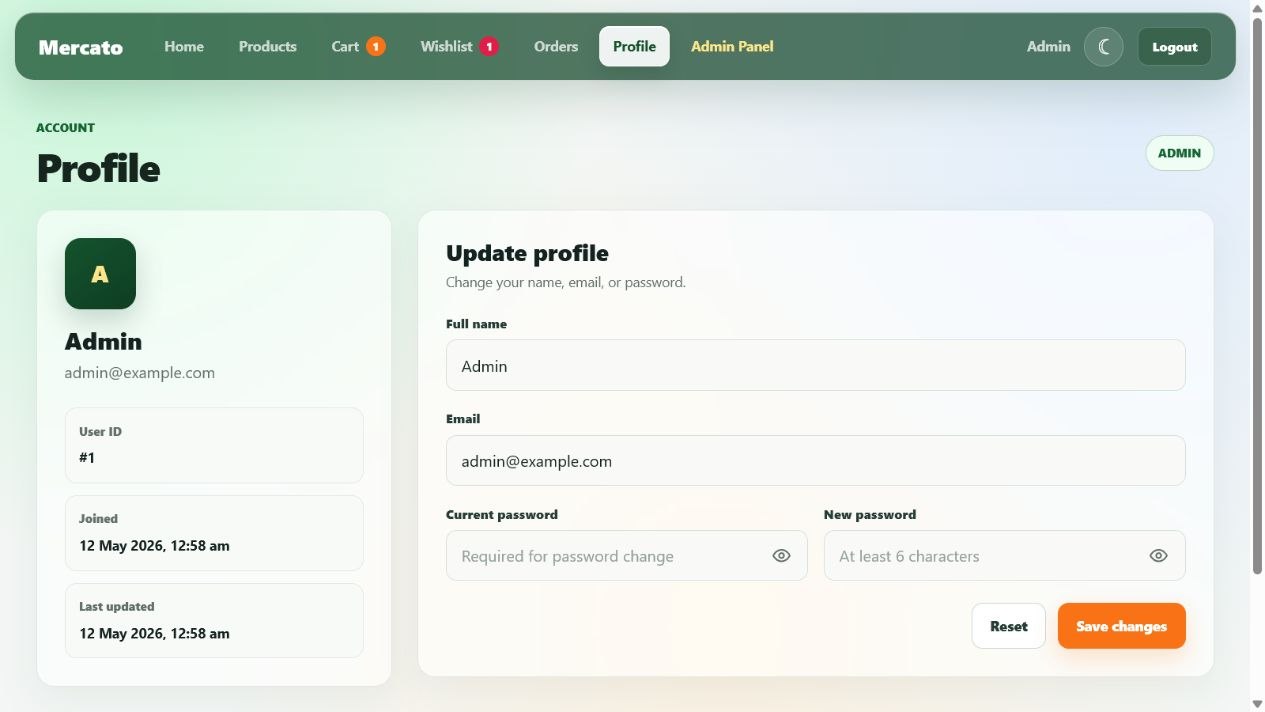 Mercato Home Products Cart 1 Wishlist 1 Orders Profile Admin Panel Admin Logout
ACCOUNT
Profile
ADMIN
A
Admin
admin@example.com
User ID
#1
Joined
12 May 2026, 12:58 am
Last updated
12 May 2026, 12:58 am
Update profile
Change your name, email, or password.
Full name
Admin
Email
admin@example.com
Current password New password
Required for password change At least 6 characters
Reset Save changes